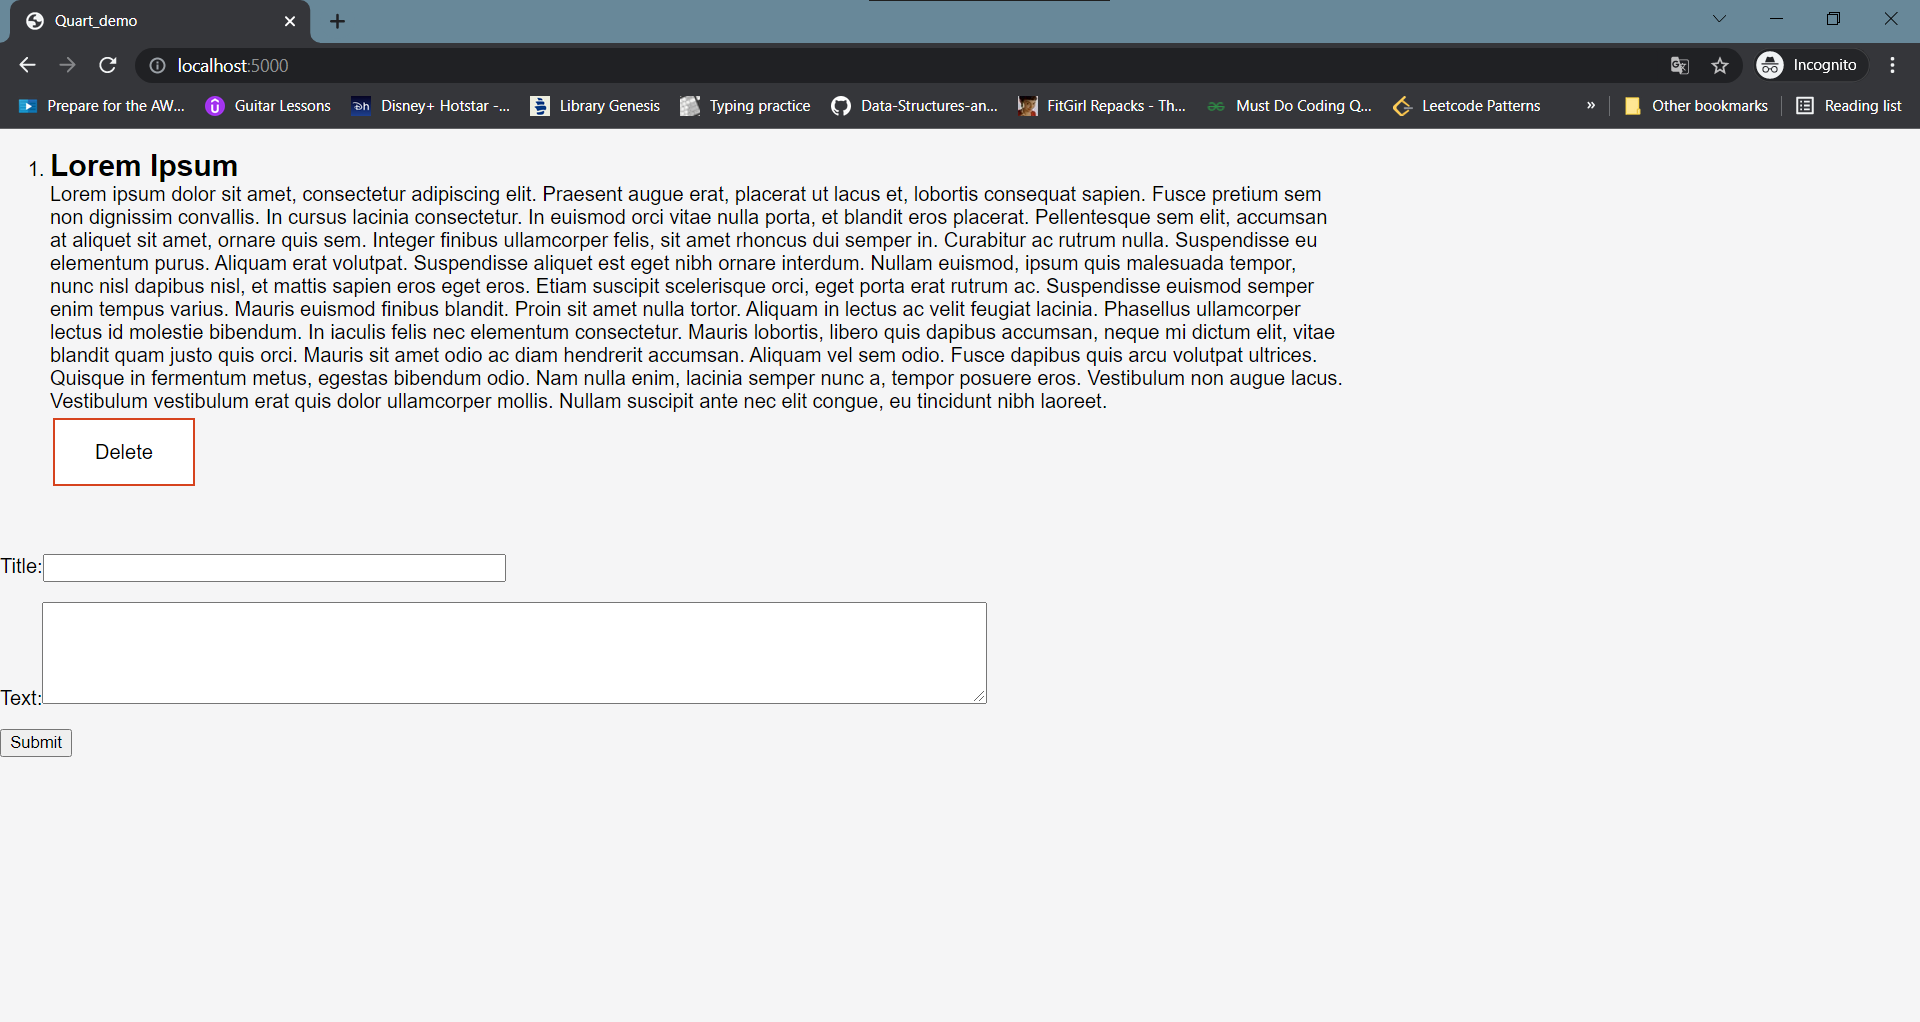 Quart_demo
localhost:5000
Incognito
Prepare for the AW...
Guitar Lessons
Disney+ Hotstar -...
Library Genesis
Typing practice
Data-Structures-an...
FitGirl Repacks - Th...
Must Do Coding Q...
Leetcode Patterns
»
Other bookmarks
Reading list
1. Lorem Ipsum
Lorem ipsum dolor sit amet, consectetur adipiscing elit. Praesent augue erat, placerat ut lacus et, lobortis consequat sapien. Fusce pretium sem
non dignissim convallis. In cursus lacinia consectetur. In euismod orci vitae nulla porta, et blandit eros placerat. Pellentesque sem elit, accumsan
at aliquet sit amet, ornare quis sem. Integer finibus ullamcorper felis, sit amet rhoncus dui semper in. Curabitur ac rutrum nulla. Suspendisse eu
elementum purus. Aliquam erat volutpat. Suspendisse aliquet est eget nibh ornare interdum. Nullam euismod, ipsum quis malesuada tempor,
nunc nisl dapibus nisl, et mattis sapien eros eget eros. Etiam suscipit scelerisque orci, eget porta erat rutrum ac. Suspendisse euismod semper
enim tempus varius. Mauris euismod finibus blandit. Proin sit amet nulla tortor. Aliquam in lectus ac velit feugiat lacinia. Phasellus ullamcorper
lectus id molestie bibendum. In iaculis felis nec elementum consectetur. Mauris lobortis, libero quis dapibus accumsan, neque mi dictum elit, vitae
blandit quam justo quis orci. Mauris sit amet odio ac diam hendrerit accumsan. Aliquam vel sem odio. Fusce dapibus quis arcu volutpat ultrices.
Quisque in fermentum metus, egestas bibendum odio. Nam nulla enim, lacinia semper nunc a, tempor posuere eros. Vestibulum non augue lacus.
Vestibulum vestibulum erat quis dolor ullamcorper mollis. Nullam suscipit ante nec elit congue, eu tincidunt nibh laoreet.
Delete
Title:
Text:
Submit